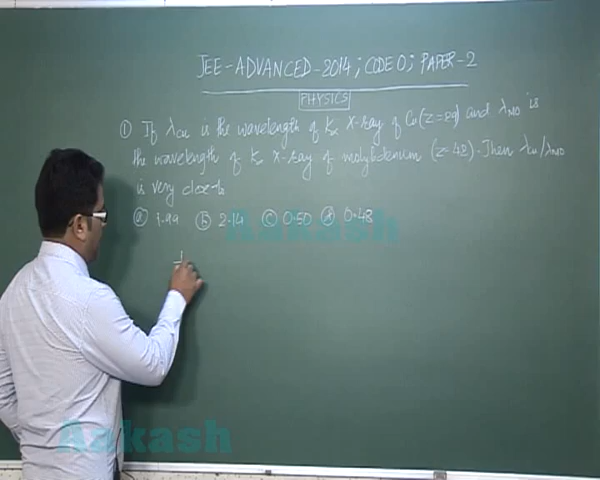 JEE-ADVANCED-2014; CODE 0; PAPER-2
PHYSICS
① If λCu is the wavelength of Kα X-ray of Cu (Z=29) and λMO is
the wavelength of Kα X-ray of molybdenum (Z=42). Then λCu/λMO
is very close to
ⓐ 1.99 ⓑ 2.14 ⓒ 0.50 ⓓ 0.48
Aakash
Aakash